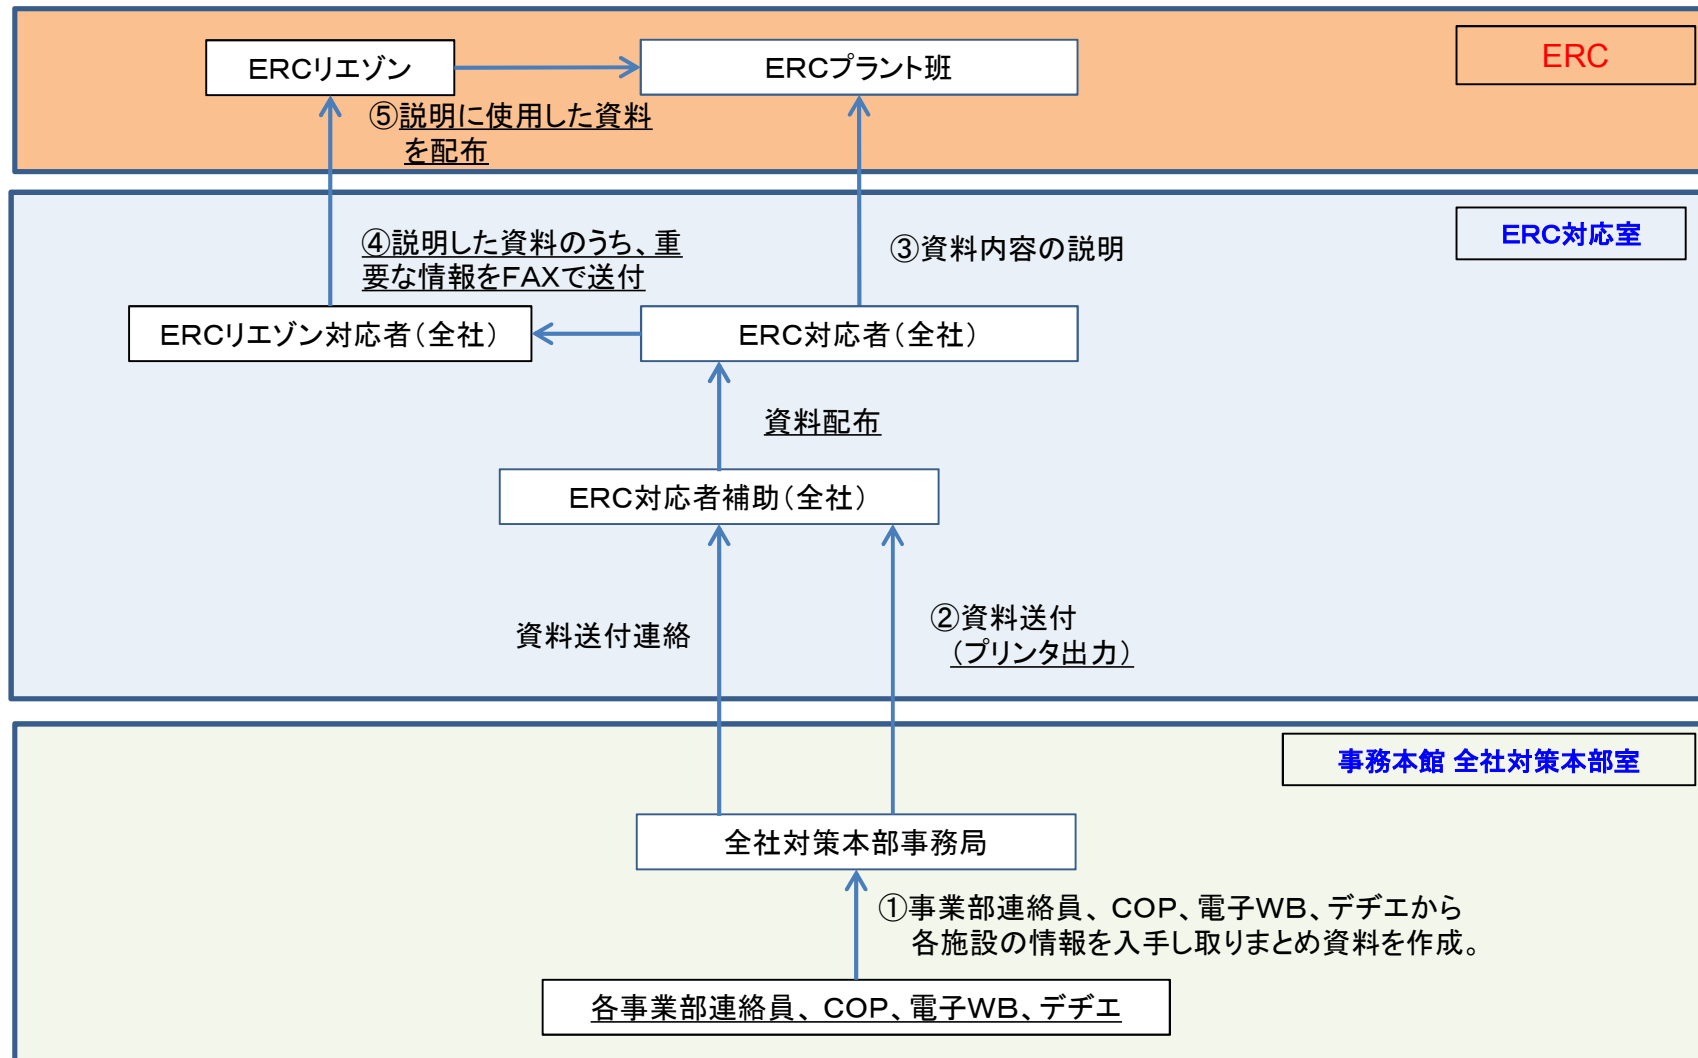 ERC
ERCリエゾン
ERCプラント班
⑤説明に使用した資料
を配布
ERC対応室
④説明した資料のうち、重
要な情報をFAXで送付
③資料内容の説明
ERCリエゾン対応者（全社）
ERC対応者（全社）
資料配布
ERC対応者補助（全社）
資料送付連絡
②資料送付
（プリンタ出力）
事務本館 全社対策本部室
全社対策本部事務局
①事業部連絡員、COP、電子WB、デヂエから
各施設の情報を入手し取りまとめ資料を作成。
各事業部連絡員、COP、電子WB、デヂエ